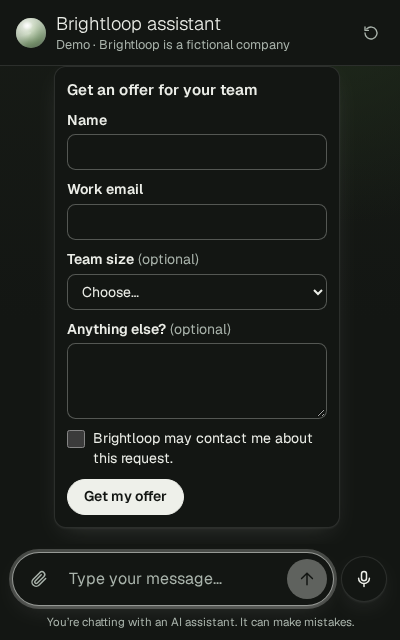 Brightloop assistant
Demo · Brightloop is a fictional company
Get an offer for your team
Name
Work email
Team size (optional)
Choose...
Anything else? (optional)
Brightloop may contact me about
this request.
Get my offer
Type your message...
You're chatting with an AI assistant. It can make mistakes.